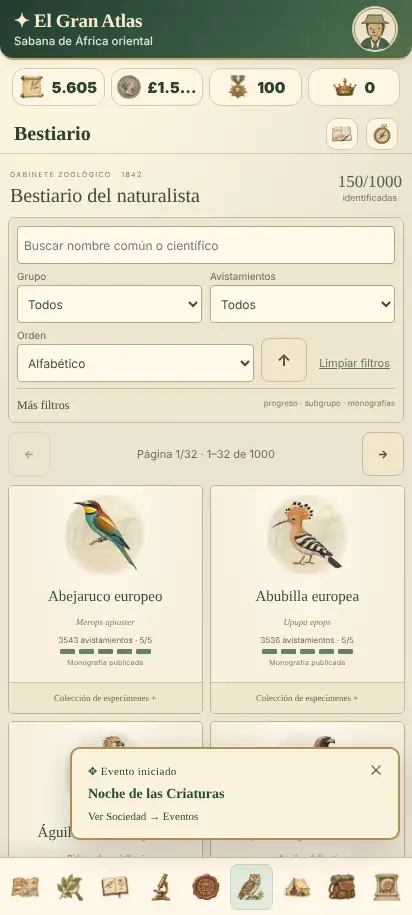 ✦ El Gran Atlas
Sabana de África oriental
5.605 £1.5... 100 0
Bestiario
GABINETE ZOOLÓGICO 1842
Bestiario del naturalista
150/1000
identificadas
Buscar nombre común o científico
Grupo Avistamientos
Todos Todos
Orden
Alfabético ↑ Limpiar filtros
Más filtros progreso · subgrupo · monografías
← Página 1/32 · 1–32 de 1000 →
Abejaruco europeo
Merops apiaster
3543 avistamientos · 5/5
Monografía publicada
Colección de especímenes +
Abubilla europea
Upupa epops
3536 avistamientos · 5/5
Monografía publicada
Colección de especímenes +
✥ Evento iniciado
Noche de las Criaturas
Ver Sociedad → Eventos